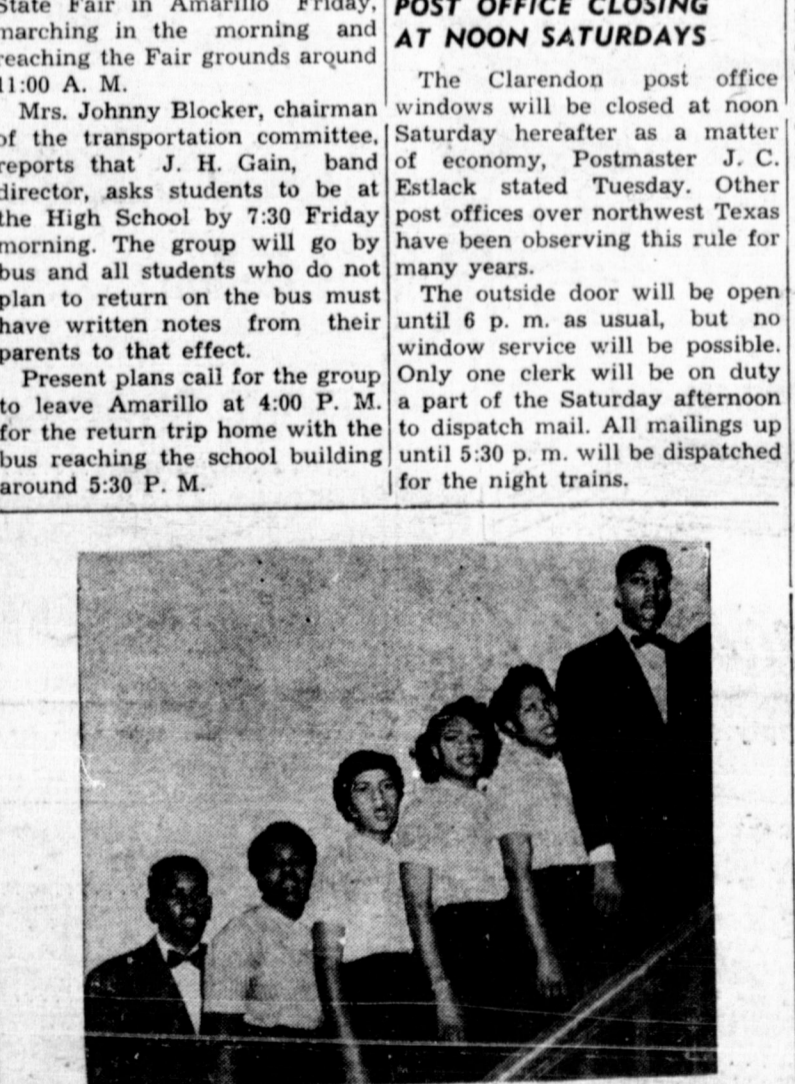 State Fair in Amarillo Friday,
marching in the morning and
reaching the Fair grounds around
11:00 A. M.
Mrs. Johnny Blocker, chairman
of the transportation committee,
reports that J. H. Gain, band
director, asks students to be at
the High School by 7:30 Friday
morning. The group will go by
bus and all students who do not
plan to return on the bus must
have written notes from their
parents to that effect.
Present plans call for the group
to leave Amarillo at 4:00 P. M.
for the return trip home with the
bus reaching the school building
around 5:30 P. M.
POST OFFICE CLOSING
AT NOON SATURDAYS
The Clarendon post office
windows will be closed at noon
Saturday hereafter as a matter
of economy, Postmaster J. C.
Estlack stated Tuesday. Other
post offices over northwest Texas
have been observing this rule for
many years.
The outside door will be open
until 6 p. m. as usual, but no
window service will be possible.
Only one clerk will be on duty
a part of the Saturday afternoon
to dispatch mail. All mailings up
until 5:30 p. m. will be dispatched
for the night trains.